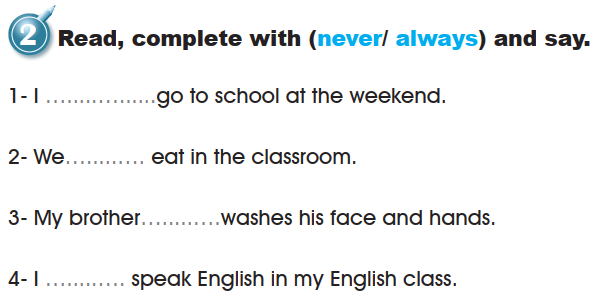 2 Read, complete with (never/ always) and say.
1- I ..................go to school at the weekend.
2- We............ eat in the classroom.
3- My brother............washes his face and hands.
4- I ............ speak English in my English class.